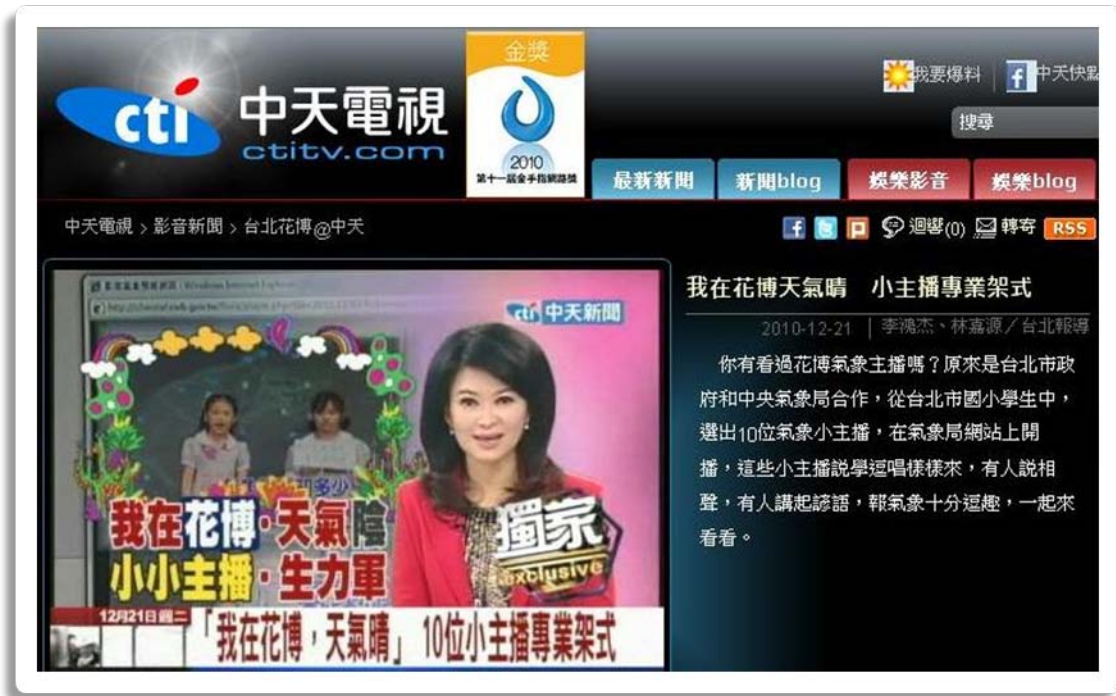 金獎
2010
第十一屆金手指網路獎
cti 中天電視
ctitv.com
我要爆料
中天快點
搜尋
最新新聞 新聞blog 娛樂影音 娛樂blog
中天電視 > 影音新聞 > 台北花博@中天
迴響(0) 轉寄 RSS
cti 中天新聞
我在花博·天氣陰
小小主播·生力軍
獨家
exclusive
12月21日週二
「我在花博,天氣晴」 10位小主播專業架式
我在花博天氣晴 小主播專業架式
2010-12-21 | 李鴻杰、林嘉源/台北報導
你有看過花博氣象主播嗎?原來是台北市政
府和中央氣象局合作,從台北市國小學生中,
選出10位氣象小主播,在氣象局網站上開
播,這些小主播說學逗唱樣樣來,有人說相
聲,有人講起諺語,報氣象十分逗趣,一起來
看看。